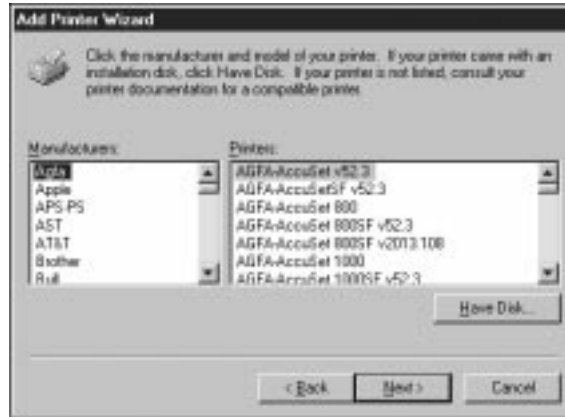 Add Printer Wizard
Click the manufacturer and model of your printer. If your printer came with an
installation disk, click Have Disk. If your printer is not listed, consult your
printer documentation for a compatible printer.
Manufacturers:
Agfa
Apple
APS-PS
AST
AT&T
Brother
Bull
Printers:
AGFA-AccuSet v52.3
AGFA-AccuSetSF v52.3
AGFA-AccuSet 800
AGFA-AccuSet 800SF v52.3
AGFA-AccuSet 800SF v2013.108
AGFA-AccuSet 1000
AGFA-AccuSet 1000SF v52.3
Have Disk...
< Back
Next >
Cancel